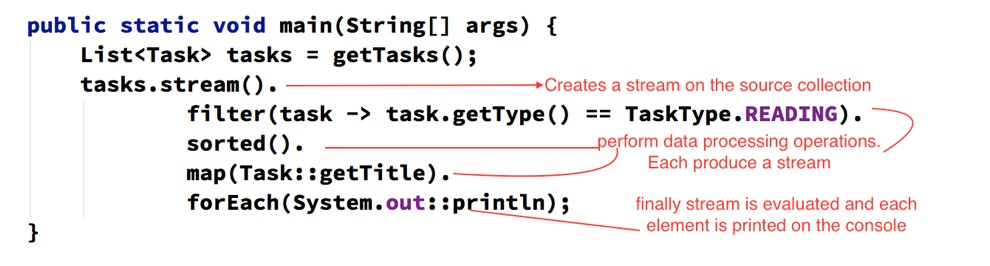 public static void main(String[] args) {
List<Task> tasks = getTasks();
tasks.stream().
Creates a stream on the source collection
filter(task -> task.getType() == TaskType.READING).
sorted().
perform data processing operations.
Each produce a stream
map(Task::getTitle).
forEach(System.out::println);
finally stream is evaluated and each
element is printed on the console
}